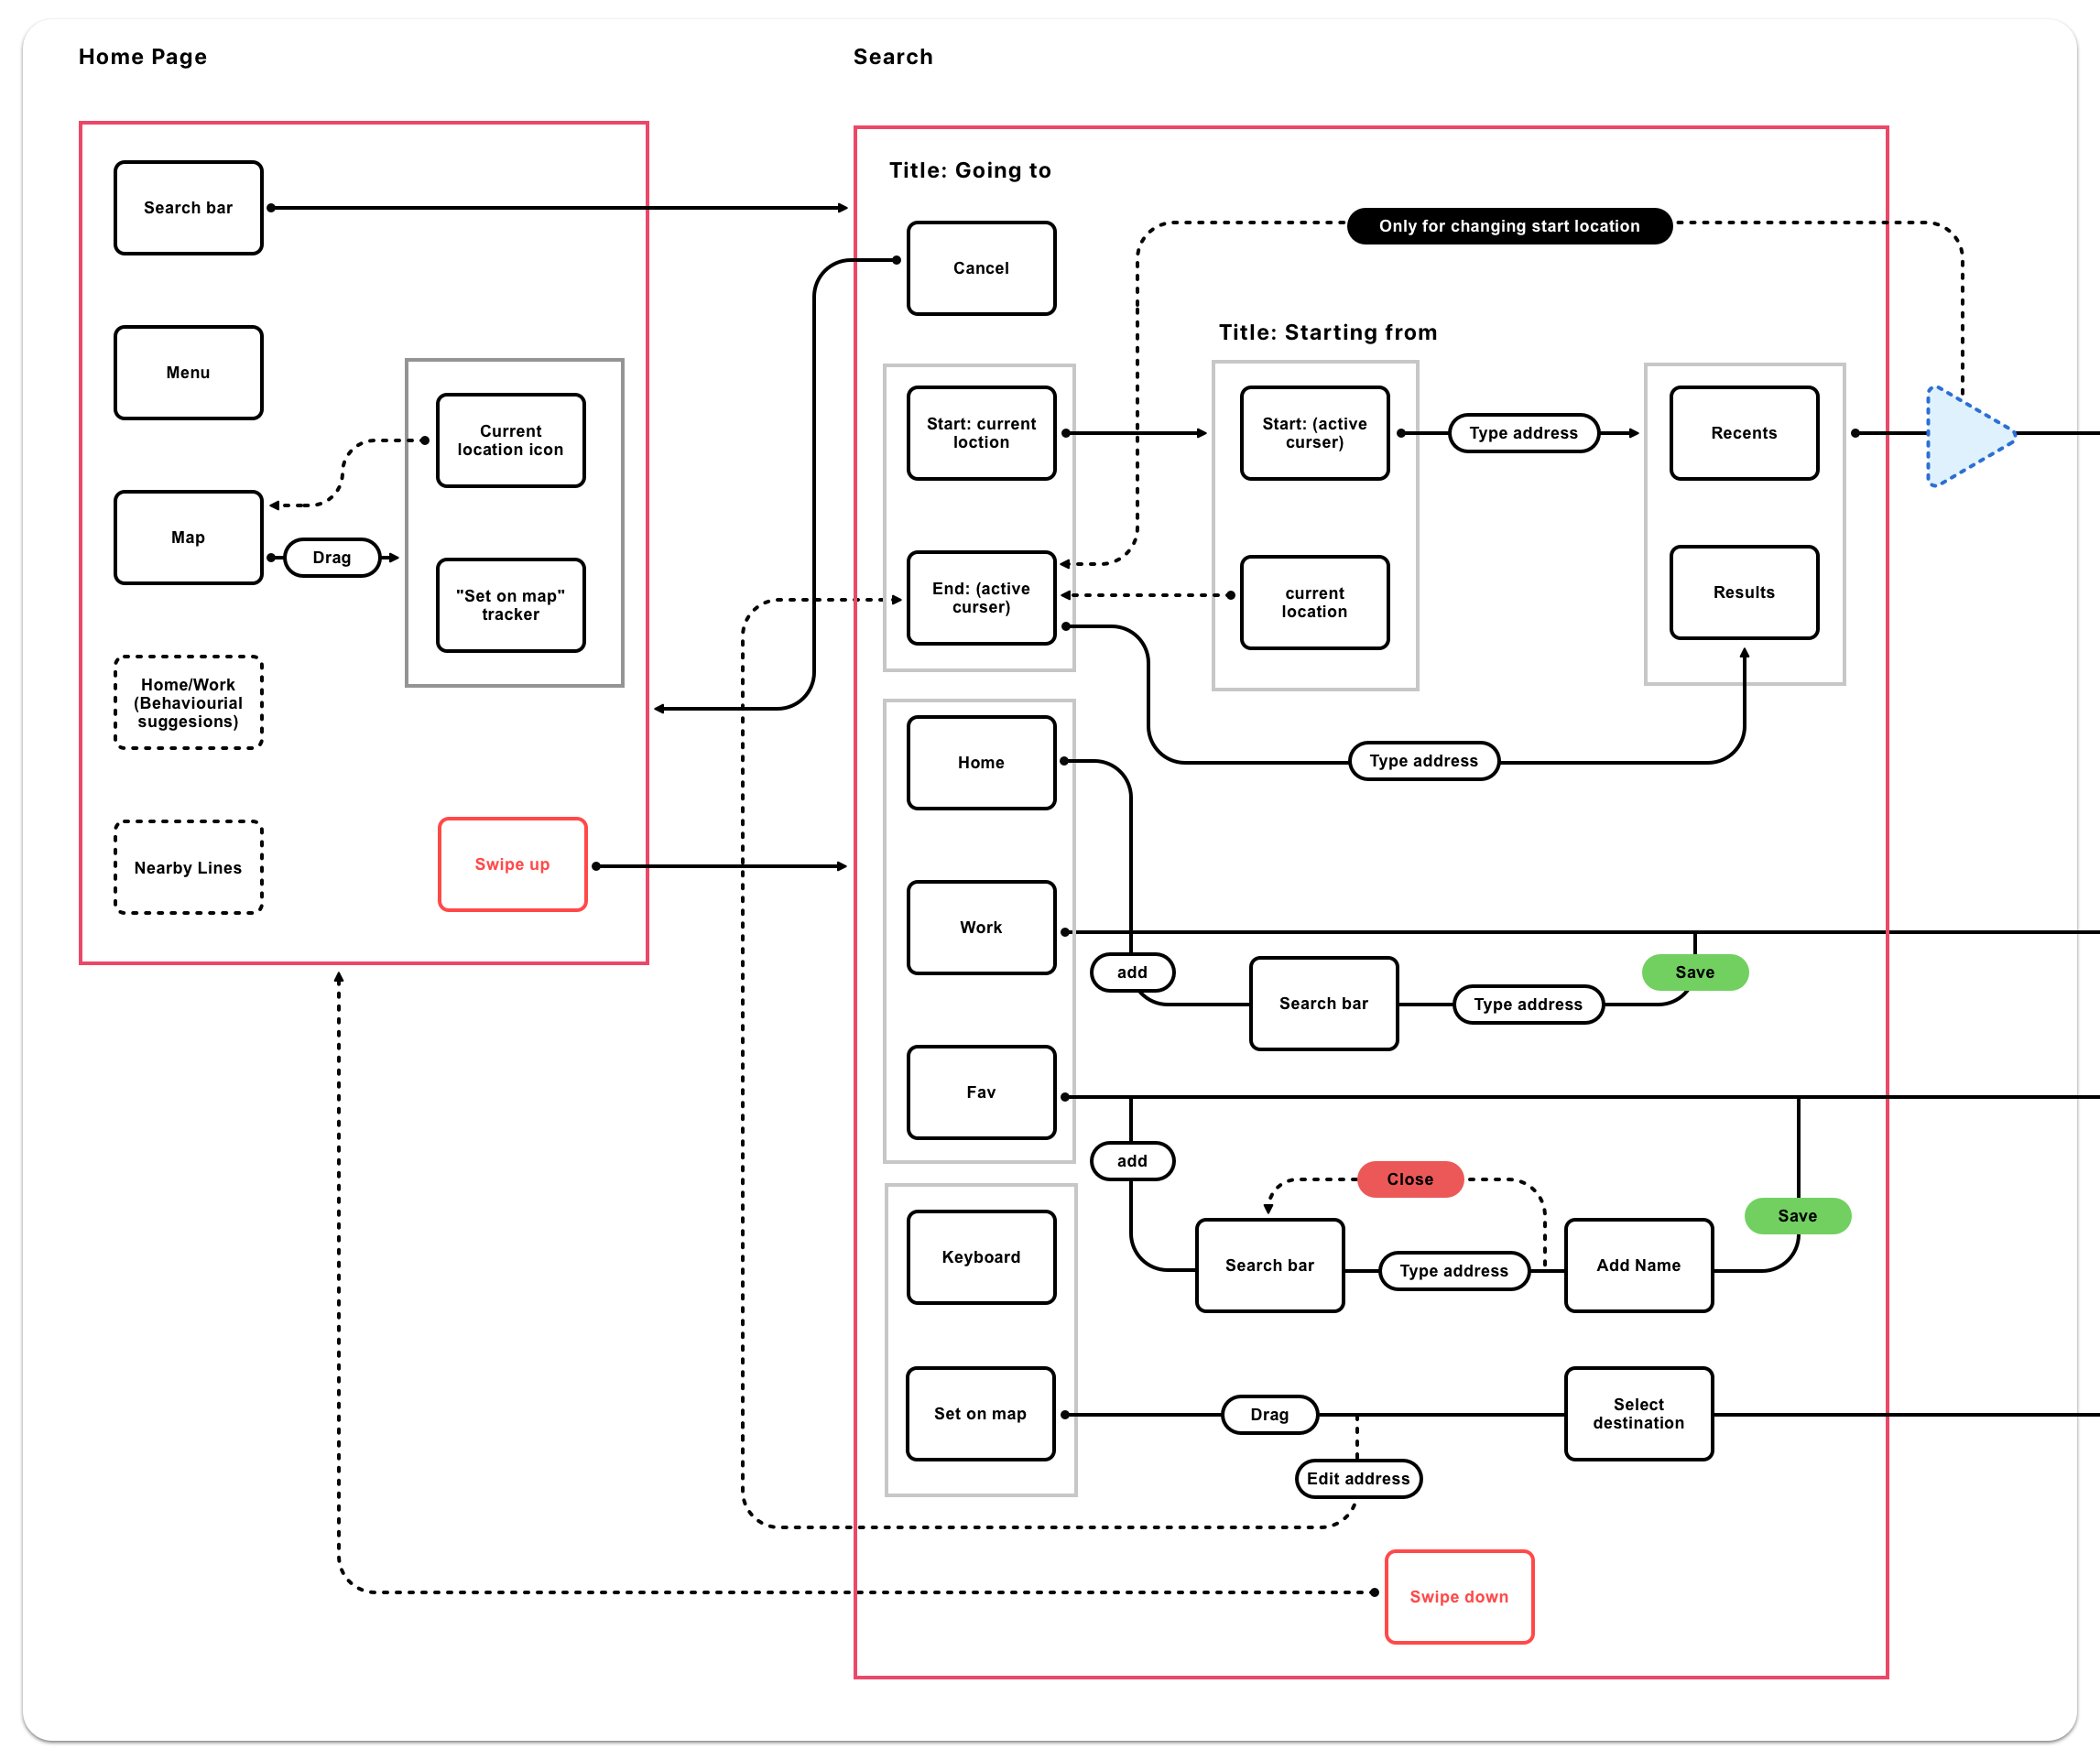 Home Page
Search bar
Menu
Current
location icon
Map
Drag
"Set on map"
tracker
Home/Work
(Behaviourial
suggesions)
Nearby Lines
Swipe up
Search
Title: Going to
Cancel
Only for changing start location
Title: Starting from
Start: current
loction
Start: (active
curser)
Type address
Recents
End: (active
curser)
current
location
Results
Type address
Home
Work
add
Search bar
Type address
Save
Fav
add
Close
Save
Keyboard
Search bar
Type address
Add Name
Set on map
Drag
Select
destination
Edit address
Swipe down